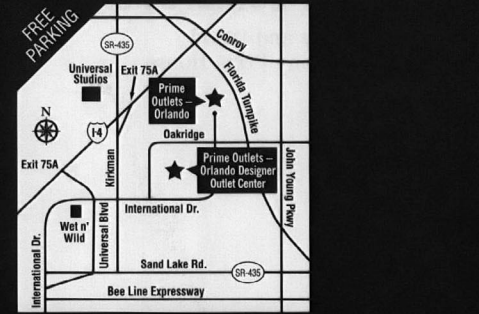 FREE
PARKING
SR-435
Conroy
Universal
Studios
Exit 75A
Florida Turnpike
Prime
Outlets –
Orlando
N
I-4
Oakridge
Exit 75A
Kirkman
Prime Outlets –
Orlando Designer
Outlet Center
John Young Pkwy
Wet n'
Wild
Universal Blvd
International Dr.
International Dr.
Sand Lake Rd.
SR-435
Bee Line Expressway